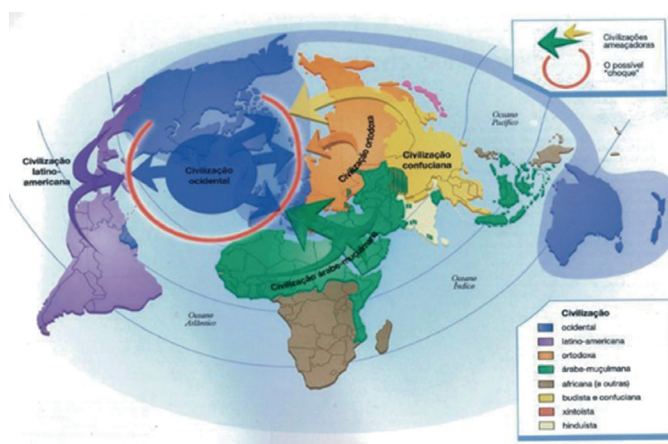 Civilizações
ameaçadoras
O possível
"choque"
Oceano
Pacífico
Civilização
latino-
americana
Civilização
ocidental
Civilização ortodoxa
Civilização
confuciana
Civilização árabe-muçulmana
Oceano
Índico
Oceano
Atlântico
Civilização
ocidental
latino-americana
ortodoxa
árabe-muçulmana
africana (e outras)
budista e confuciana
xintoísta
hinduísta